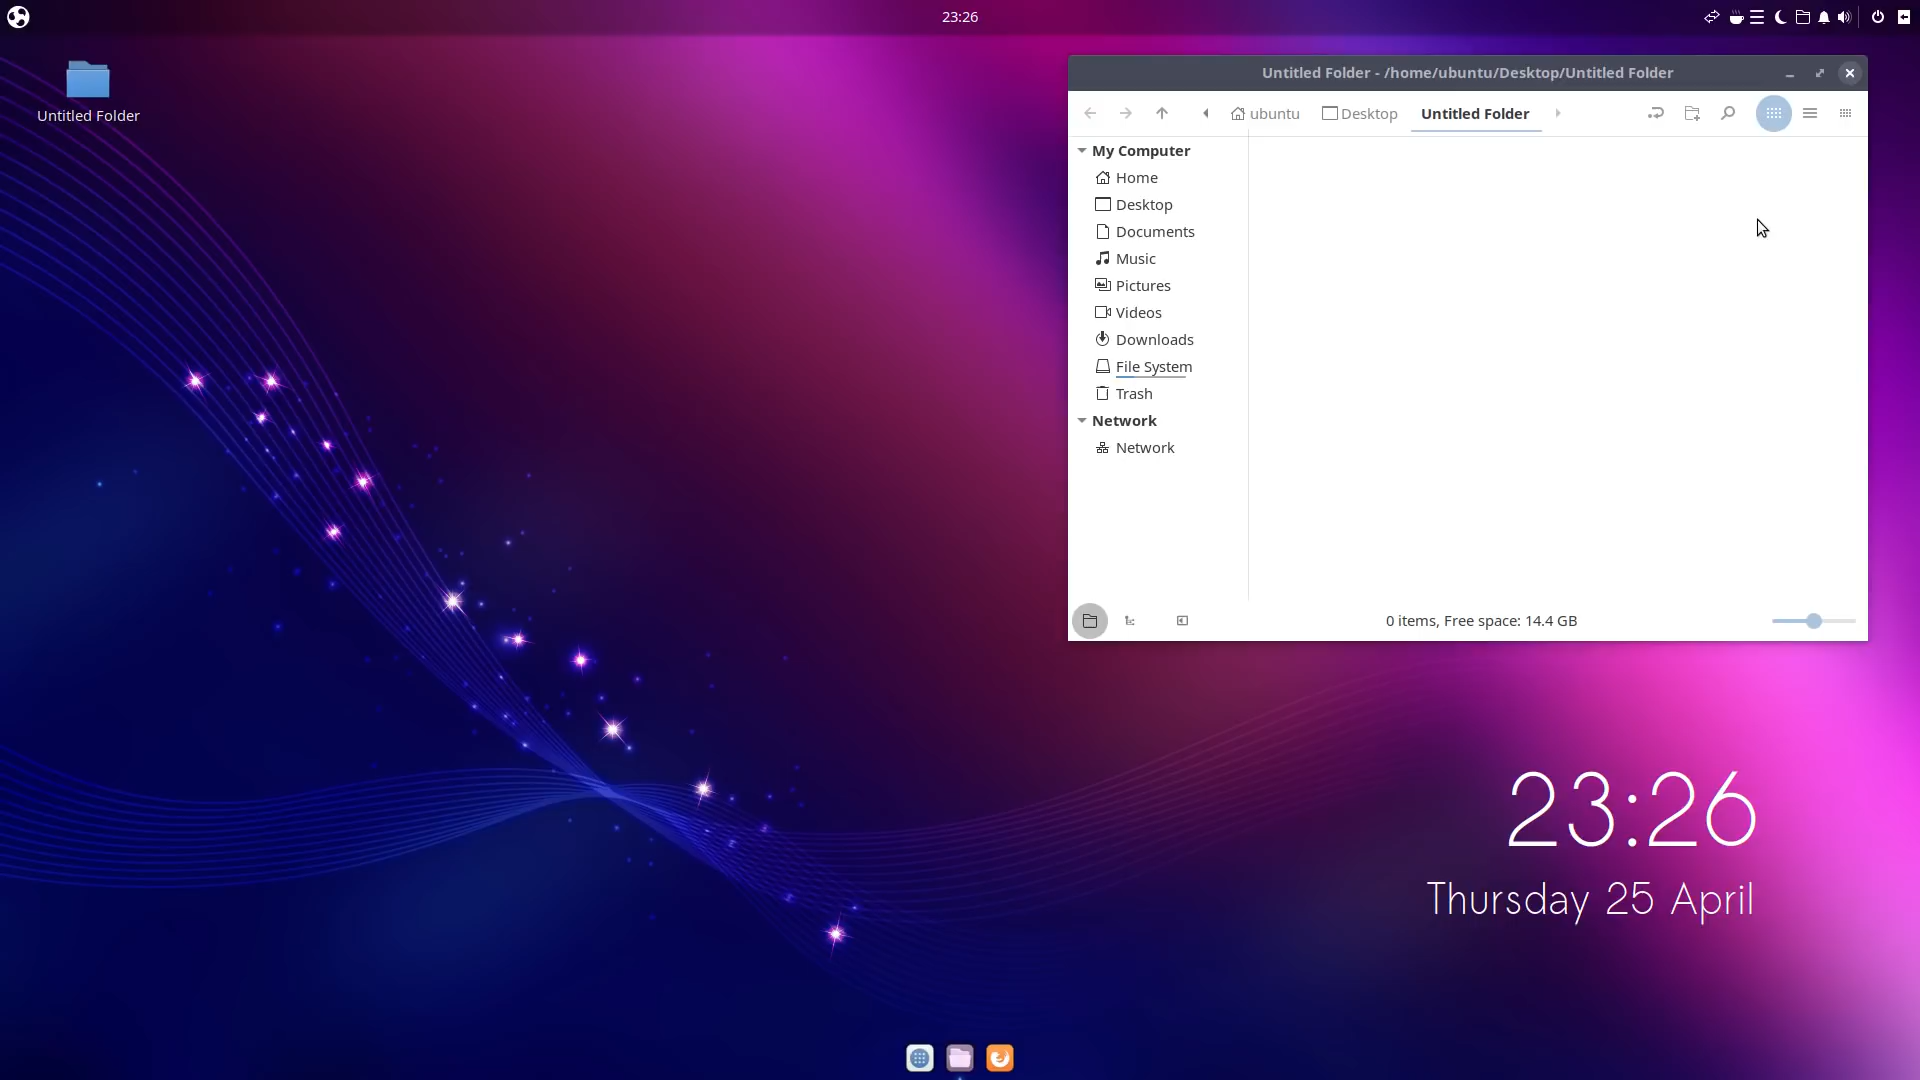 23:26
Untitled Folder
Untitled Folder - /home/ubuntu/Desktop/Untitled Folder
ubuntu Desktop Untitled Folder
My Computer
Home
Desktop
Documents
Music
Pictures
Videos
Downloads
File System
Trash
Network
Network
0 items, Free space: 14.4 GB
23:26
Thursday 25 April